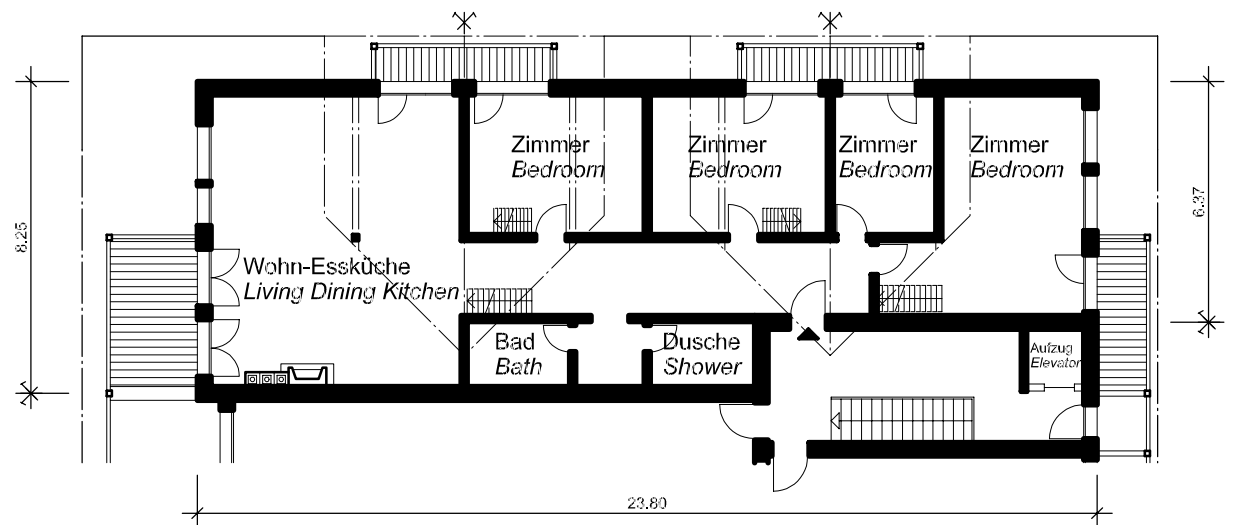 Zimmer
Bedroom
Zimmer
Bedroom
Zimmer
Bedroom
Zimmer
Bedroom
8.25
6.37
Wohn-Essküche
Living Dining Kitchen
Bad
Bath
Dusche
Shower
Aufzug
Elevator
23.80